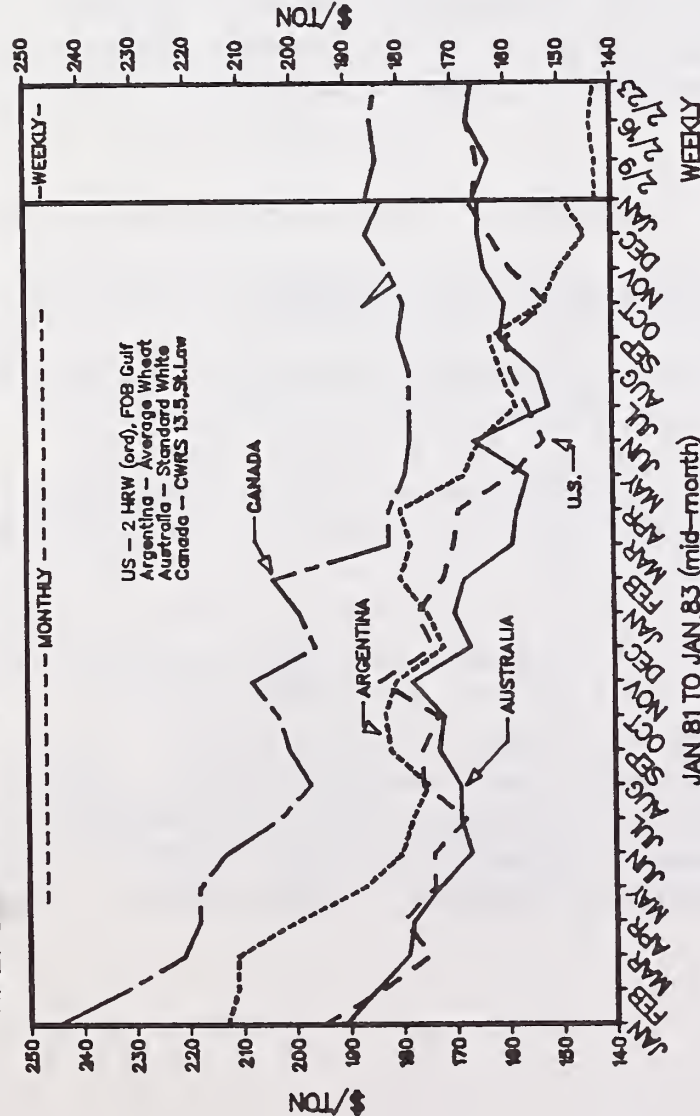 $/TON
250
240
230
220
210
200
190
180
170
160
150
140
MONTHLY
WEEKLY
US – 2 HRW (ord), FOB Gulf
Argentina – Average Wheat
Australia – Standard White
Canada – CWRS 13.5, St.Law
CANADA
ARGENTINA
AUSTRALIA
U.S.
250
240
230
220
210
200
190
180
170
160
150
140
$/TON
JAN FEB MAR APR MAY JUN JUL AUG SEP OCT NOV DEC JAN FEB MAR APR MAY JUN JUL AUG SEP OCT NOV DEC JAN 2/9 2/16 2/23
JAN 81 TO JAN 83 (mid-month) WEEKLY